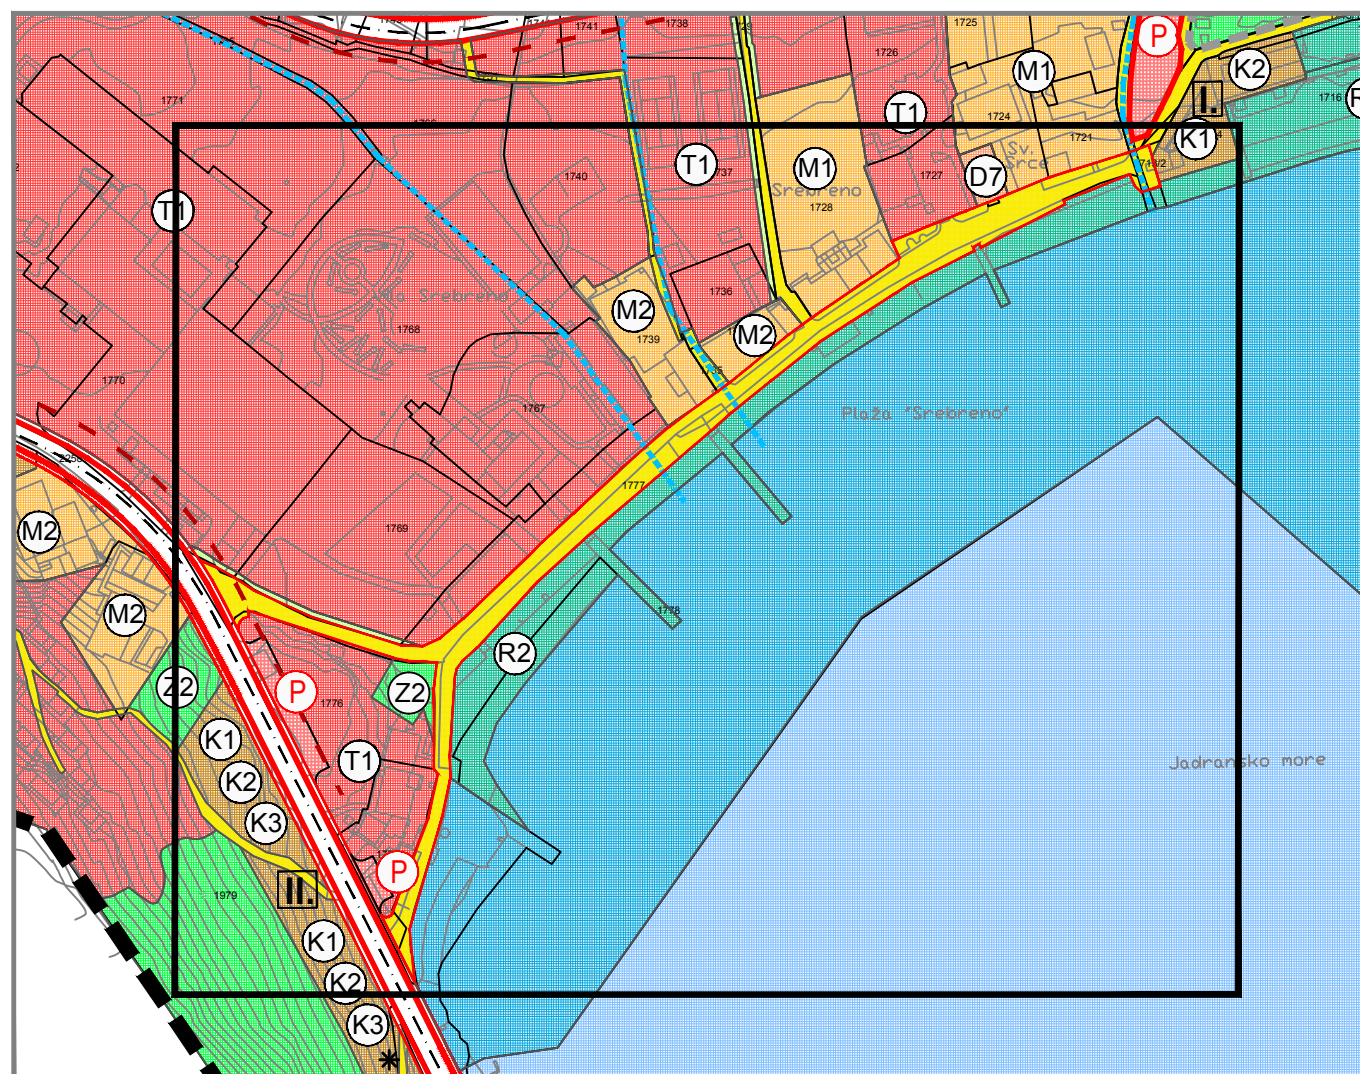 1741
1738
1725
P
1726
M1
K2
1771
T1
I.
1716
1724
1721
K1
Sv.
Srce
T1
1740
M1
1727
D7
Srebreno
T1
1728
Srebreno
1736
M2
1768
M2
1739
1770
1767
Plaža "Srebreno"
1777
1769
M2
M2
1778
R2
Z2
P
Z2
1776
K1
T1
Jadransko more
K2
K3
P
1979
II.
K1
K2
K3